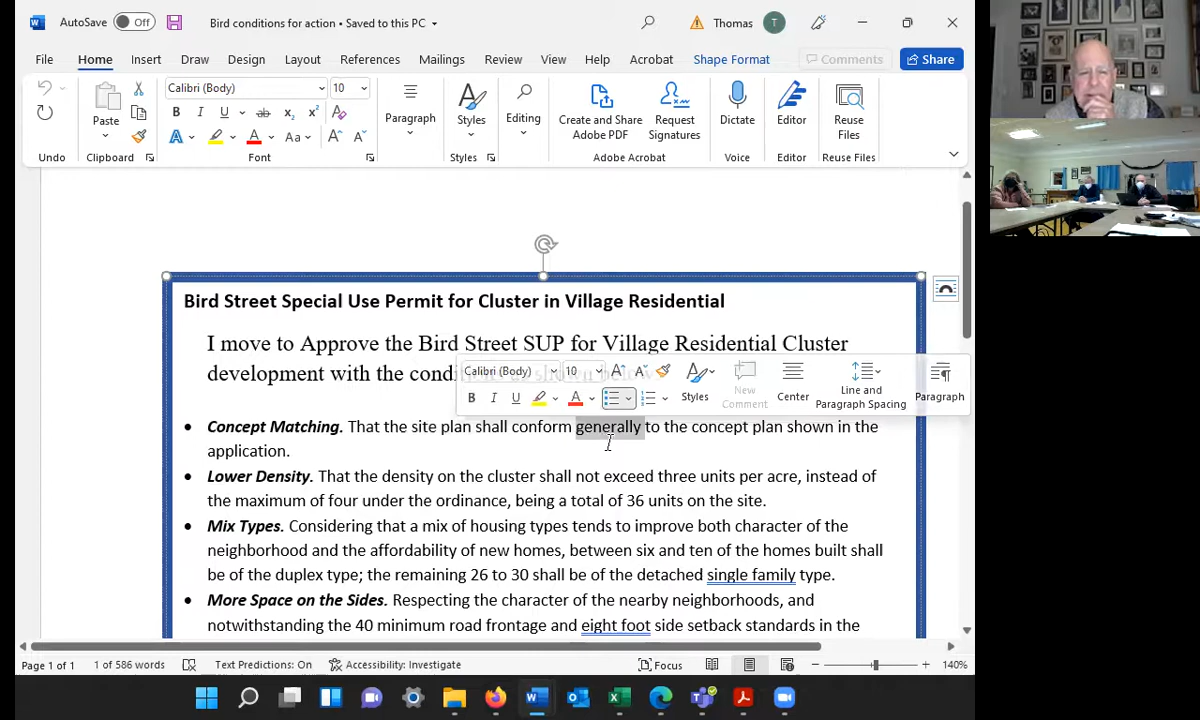 AutoSave Off Bird conditions for action • Saved to this PC Thomas T
File Home Insert Draw Design Layout References Mailings Review View Help Acrobat Shape Format Comments Share
Calibri (Body) 10
Paste Paragraph Styles Editing Create and Share Adobe PDF Request Signatures Dictate Editor Reuse Files
B I U ab x₂ x²
A A Aa A A
Undo Clipboard Font Styles Adobe Acrobat Voice Editor Reuse Files
Bird Street Special Use Permit for Cluster in Village Residential
I move to Approve the Bird Street SUP for Village Residential Cluster
development with the
Calibri (Body) 10 A A Styles New Comment Center Line and Paragraph Spacing Paragraph
B I U A
• Concept Matching. That the site plan shall conform generally to the concept plan shown in the
application.
• Lower Density. That the density on the cluster shall not exceed three units per acre, instead of
the maximum of four under the ordinance, being a total of 36 units on the site.
• Mix Types. Considering that a mix of housing types tends to improve both character of the
neighborhood and the affordability of new homes, between six and ten of the homes built shall
be of the duplex type; the remaining 26 to 30 shall be of the detached single family type.
• More Space on the Sides. Respecting the character of the nearby neighborhoods, and
notwithstanding the 40 minimum road frontage and eight foot side setback standards in the
Page 1 of 1 1 of 586 words Text Predictions: On Accessibility: Investigate Focus 140%